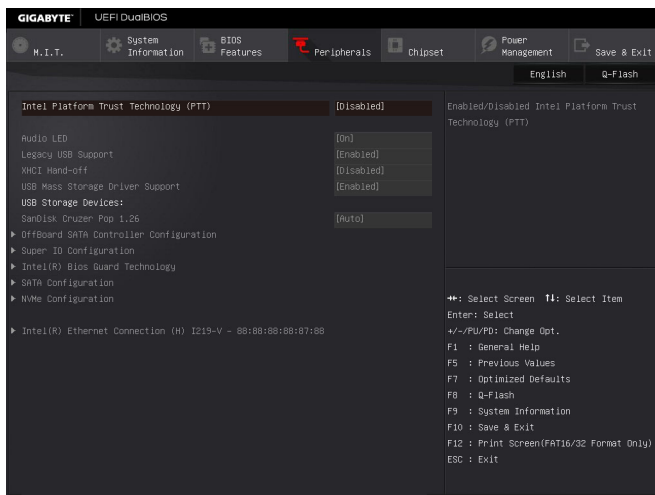 GIGABYTE™ UEFI DualBIOS
M.I.T.
System Information
BIOS Features
Peripherals
Chipset
Power Management
Save & Exit
English Q-Flash
Intel Platform Trust Technology (PTT) [Disabled]
Audio LED [On]
Legacy USB Support [Enabled]
XHCI Hand-off [Disabled]
USB Mass Storage Driver Support [Enabled]
USB Storage Devices:
SanDisk Cruzer Pop 1.26 [Auto]
OffBoard SATA Controller Configuration
Super IO Configuration
Intel(R) Bios Guard Technology
SATA Configuration
NVMe Configuration
Intel(R) Ethernet Connection (H) I219-V - 88:88:88:88:87:88
Enabled/Disabled Intel Platform Trust
Technology (PTT)
→←: Select Screen ↑↓: Select Item
Enter: Select
+/-/PU/PD: Change Opt.
F1 : General Help
F5 : Previous Values
F7 : Optimized Defaults
F8 : Q-Flash
F9 : System Information
F10 : Save & Exit
F12 : Print Screen(FAT16/32 Format Only)
ESC : Exit